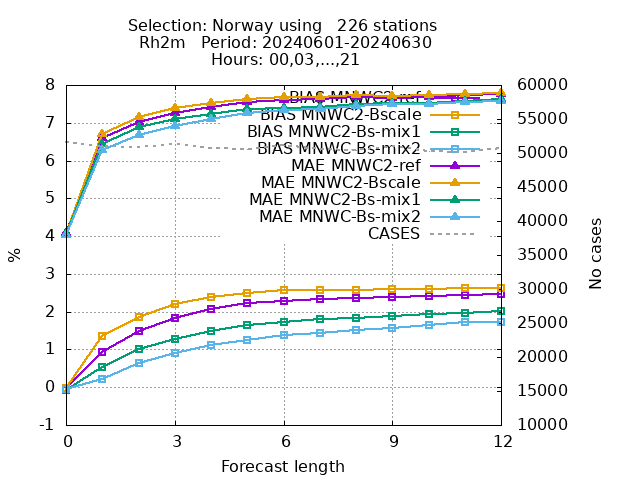 Selection: Norway using 226 stations
Rh2m Period: 20240601-20240630
Hours: 00,03,...,21
BIAS MNWC2-ref
BIAS MNWC2-Bscale
BIAS MNWC2-Bs-mix1
BIAS MNWC-Bs-mix2
MAE MNWC2-ref
MAE MNWC2-Bscale
MAE MNWC2-Bs-mix1
MAE MNWC-Bs-mix2
CASES
8
7
6
5
4
3
2
1
0
-1
%
60000
55000
50000
45000
40000
35000
30000
25000
20000
15000
10000
No cases
0 3 6 9 12
Forecast length